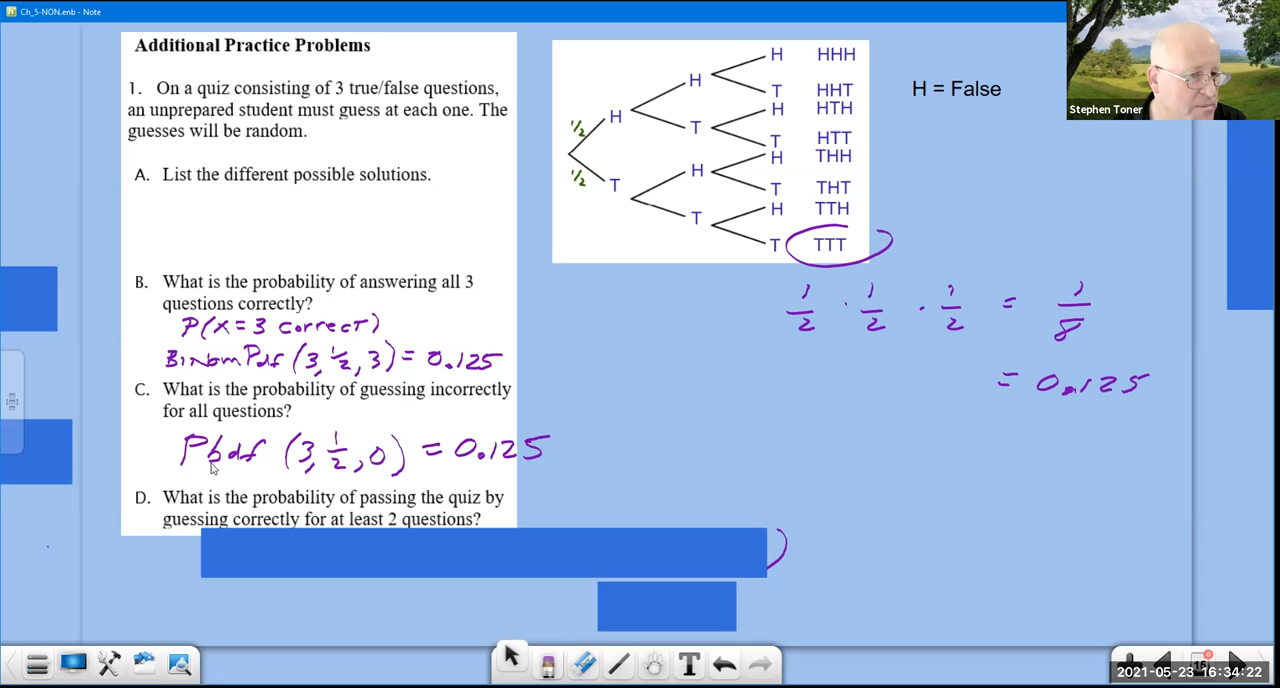 Ch_5-NON.enb - Note
Additional Practice Problems
1. On a quiz consisting of 3 true/false questions,
an unprepared student must guess at each one. The
guesses will be random.
A. List the different possible solutions.
B. What is the probability of answering all 3
questions correctly?
P(x = 3 correct)
BinomPdf (3, 1/2, 3) = 0.125
C. What is the probability of guessing incorrectly
for all questions?
Pbdf (3, 1/2, 0) = 0.125
D. What is the probability of passing the quiz by
guessing correctly for at least 2 questions?
H HHH
H
T HHT
H HTH
1/2 H
T
T HTT
H THH
1/2 T
H
T THT
H TTH
T
T TTT
H = False
1/2 · 1/2 · 1/2 = 1/8
= 0.125
Stephen Toner
15
2021-05-23 16:34:22